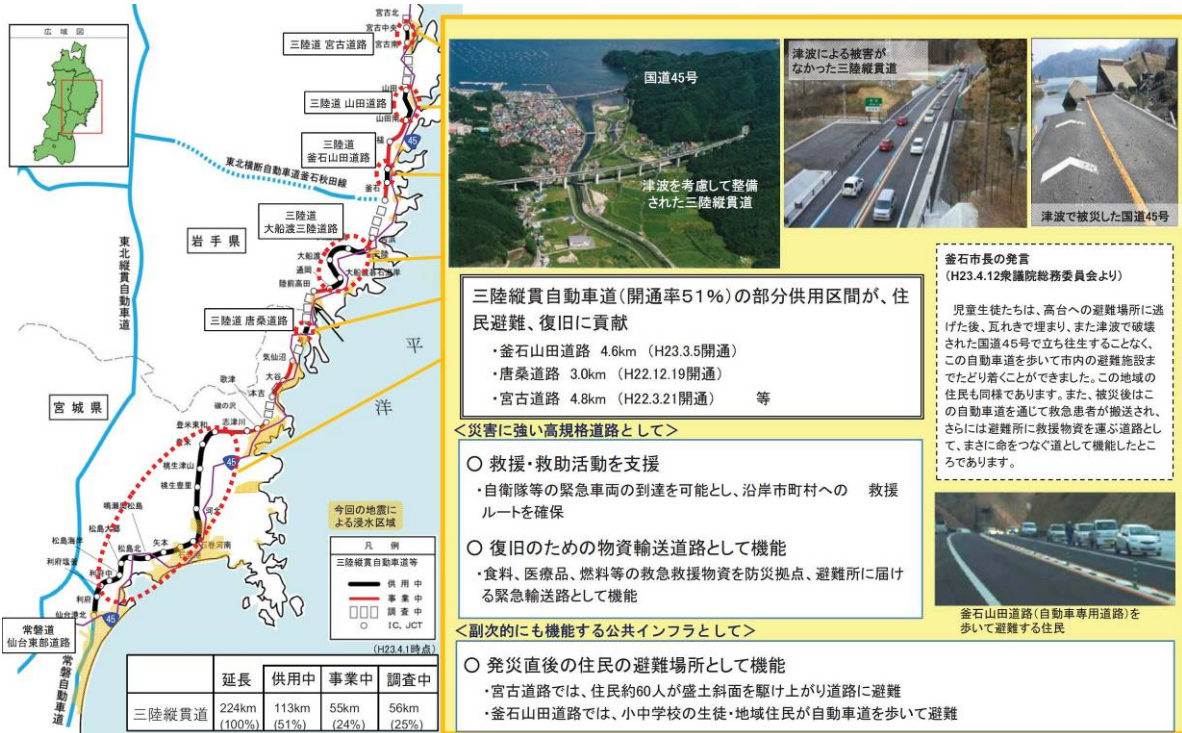 広域図
宮古北
宮古中央
宮古南
三陸道 宮古道路
山田
三陸道 山田道路
山田南
45
三陸道
釜石山田道路
東北横断自動車道釜石秋田線
釜石
三陸道
大船渡三陸道路
岩手県
東北縦貫自動車道
三陸
大船渡
通岡
大船渡碁石海岸
陸前高田
三陸道 唐桑道路
平
洋
気仙沼
大谷
歌津
本吉
宮城県
志津川
登米東和
登米
45
桃生津山
桃生豊里
鳴瀬奥松島
河北
今回の地震に
よる浸水区域
松島大郷
松島海岸
松島北
矢本
石巻河南
利府塩釜
利府中
利府
仙台港北
45
常磐道
仙台東部道路
常磐自動車道
凡例
三陸縦貫自動車道等
供用中
事業中
調査中
IC、JCT
(H23.4.1時点)
延長 供用中 事業中 調査中
三陸縦貫道 224km 113km 55km 56km
(100%) (51%) (24%) (25%)
国道45号
津波を考慮して整備
された三陸縦貫道
津波による被害が
なかった三陸縦貫道
津波で被災した国道45号
三陸縦貫自動車道(開通率51%)の部分供用区間が、住
民避難、復旧に貢献
・釜石山田道路 4.6km (H23.3.5開通)
・唐桑道路 3.0km (H22.12.19開通)
・宮古道路 4.8km (H22.3.21開通) 等
釜石市長の発言
(H23.4.12衆議院総務委員会より)
児童生徒たちは、高台への避難場所に逃
げた後、瓦れきで埋まり、また津波で破壊
された国道45号で立ち往生することなく、
この自動車道を歩いて市内の避難施設ま
でたどり着くことができました。この地域の
住民も同様であります。また、被災後はこ
の自動車道を通じて救急患者が搬送され、
さらには避難所に救援物資を運ぶ道路とし
て、まさに命をつなぐ道として機能したとこ
ろであります。
<災害に強い高規格道路として>
○ 救援・救助活動を支援
・自衛隊等の緊急車両の到達を可能とし、沿岸市町村への 救援
ルートを確保
○ 復旧のための物資輸送道路として機能
・食料、医療品、燃料等の救急救援物資を防災拠点、避難所に届け
る緊急輸送路として機能
釜石山田道路(自動車専用道路)を
歩いて避難する住民
<副次的にも機能する公共インフラとして>
○ 発災直後の住民の避難場所として機能
・宮古道路では、住民約60人が盛土斜面を駆け上がり道路に避難
・釜石山田道路では、小中学校の生徒・地域住民が自動車道を歩いて避難